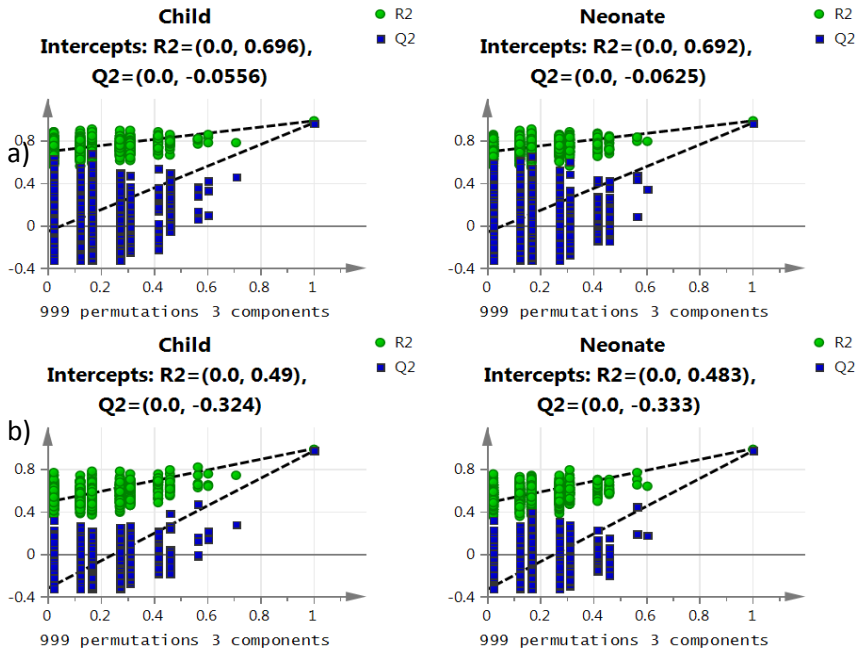 Child
Intercepts: R2=(0.0, 0.696),
Q2=(0.0, -0.0556)
R2
Q2
a)
0.8
0.4
0
-0.4
0 0.2 0.4 0.6 0.8 1
999 permutations 3 components
Neonate
Intercepts: R2=(0.0, 0.692),
Q2=(0.0, -0.0625)
R2
Q2
0.8
0.4
0
-0.4
0 0.2 0.4 0.6 0.8 1
999 permutations 3 components
Child
Intercepts: R2=(0.0, 0.49),
Q2=(0.0, -0.324)
R2
Q2
b)
0.8
0.4
0
-0.4
0 0.2 0.4 0.6 0.8 1
999 permutations 3 components
Neonate
Intercepts: R2=(0.0, 0.483),
Q2=(0.0, -0.333)
R2
Q2
0.8
0.4
0
-0.4
0 0.2 0.4 0.6 0.8 1
999 permutations 3 components